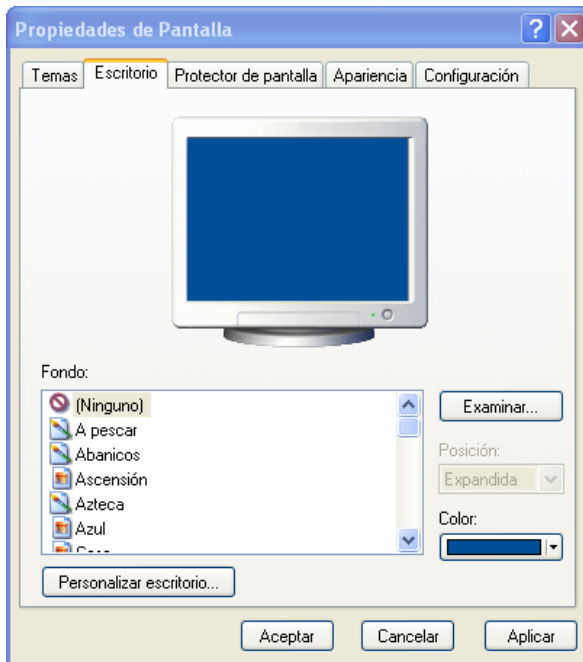 Propiedades de Pantalla
Temas Escritorio Protector de pantalla Apariencia Configuración
Fondo:
(Ninguno)
A pescar
Abanicos
Ascensión
Azteca
Azul
Examinar...
Posición:
Expandida
Color:
Personalizar escritorio...
Aceptar Cancelar Aplicar